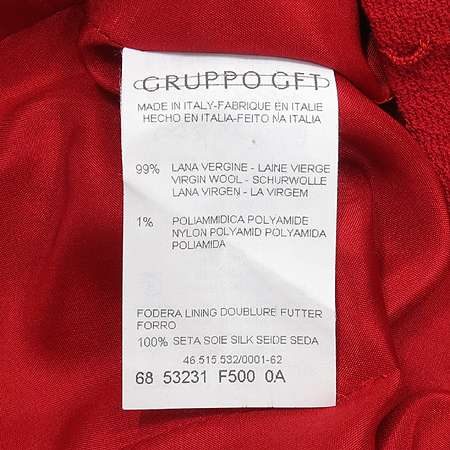 GRUPPO GFT
MADE IN ITALY-FABRIQUE EN ITALIE
HECHO EN ITALIA-FEITO NA ITALIA
99% LANA VERGINE - LAINE VIERGE
VIRGIN WOOL - SCHURWOLLE
LANA VIRGEN - LA VIRGEM
1% POLIAMMIDICA POLYAMIDE
NYLON POLYAMID POLYAMIDA
POLIAMIDA
FODERA LINING DOUBLURE FUTTER
FORRO
100% SETA SOIE SILK SEIDE SEDA
46.515.532/0001-62
68 53231 F500 0A